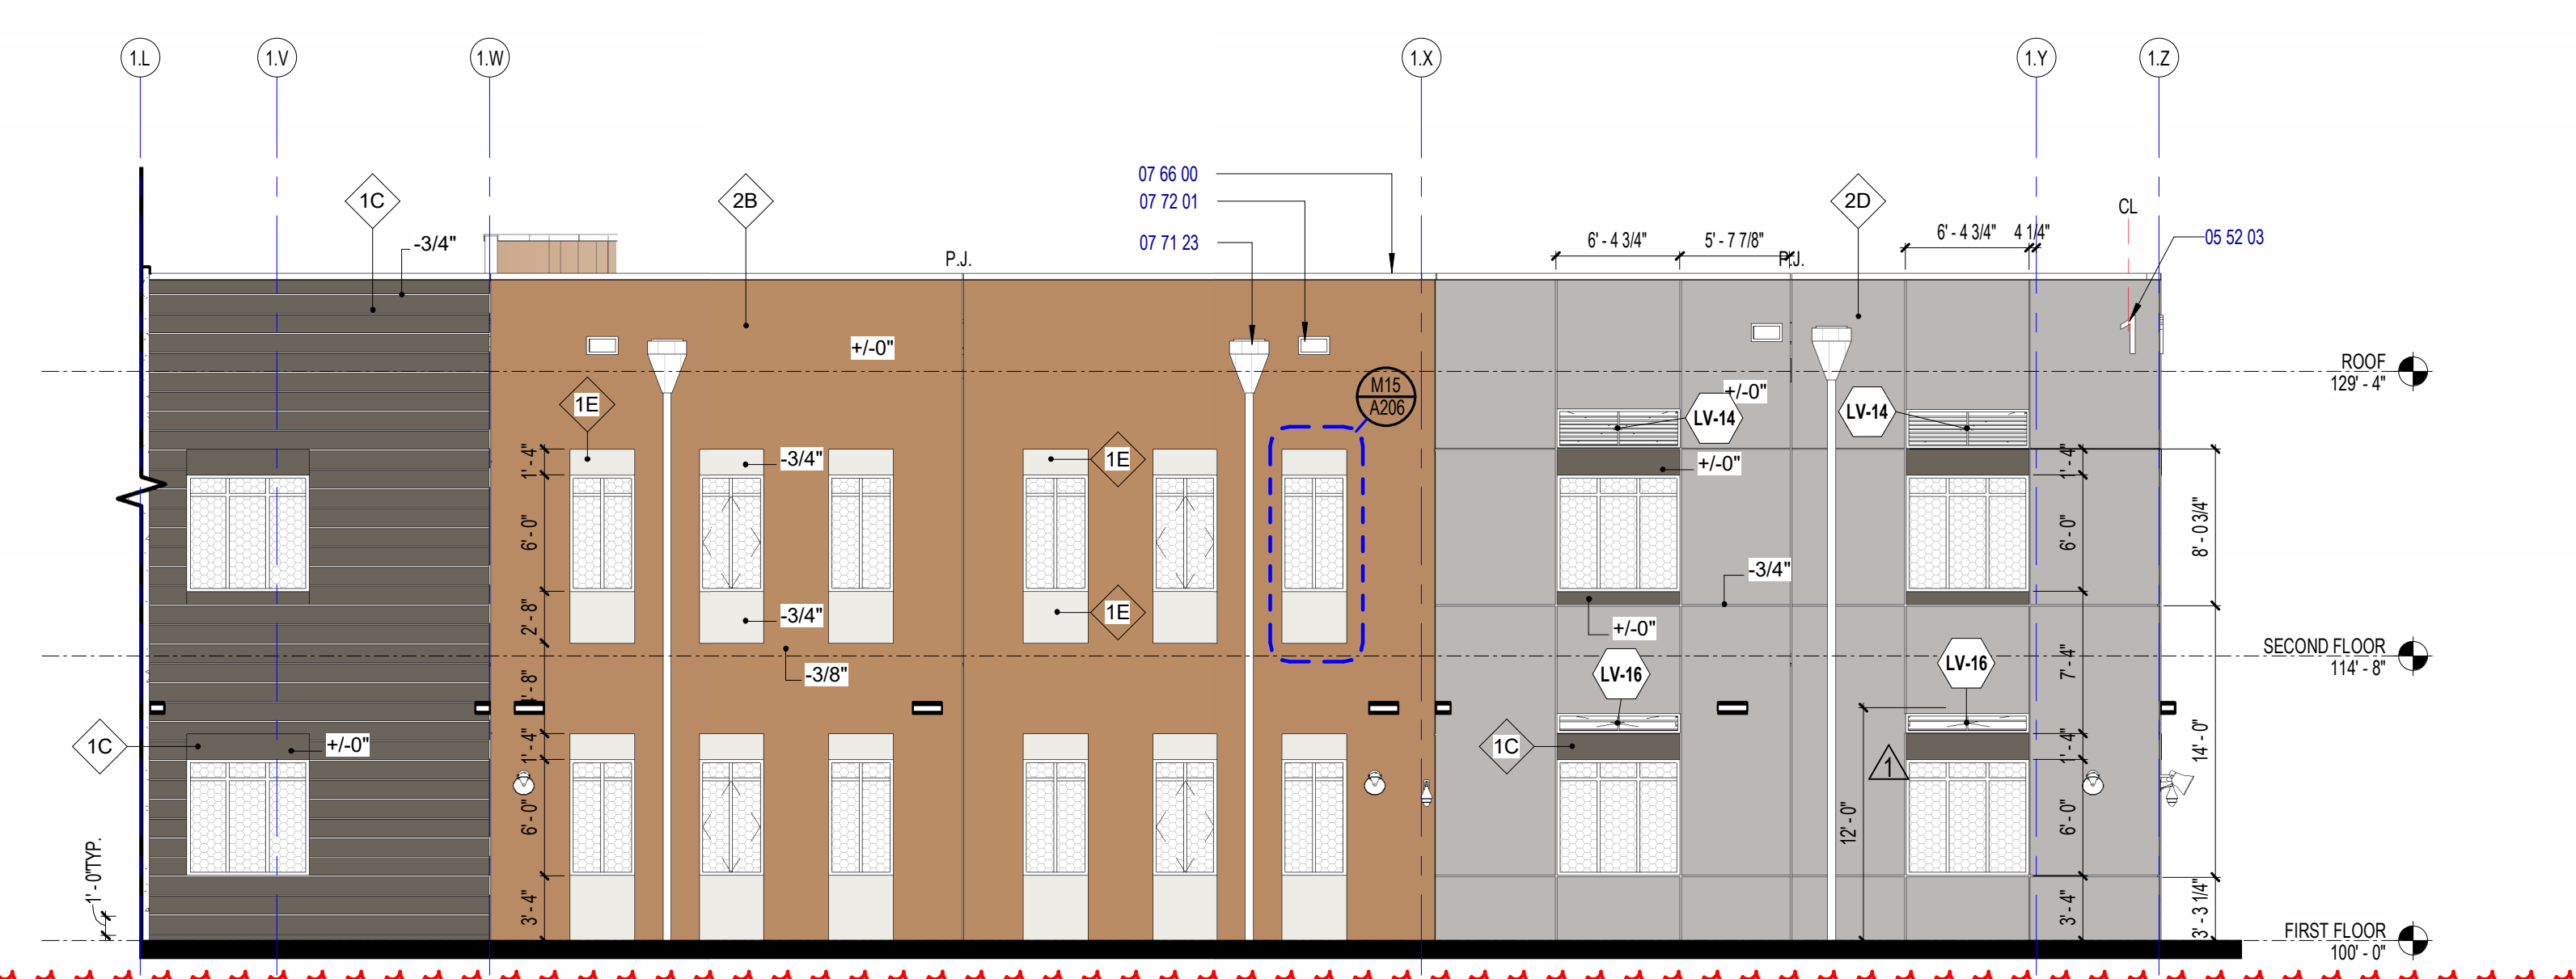 1.L
1.V
1.W
1.X
1.Y
1.Z
07 66 00
07 72 01
07 71 23
1C
2B
2D
CL
-3/4"
P.J.
6' - 4 3/4"
5' - 7 7/8"
P.J.
6' - 4 3/4"
4 1/4"
05 52 03
+/-0"
M15
A206
ROOF
129' - 4"
1E
+/-0"
LV-14
LV-14
1' - 4"
-3/4"
1E
+/-0"
1' - 4"
6' - 0"
6' - 0"
8' - 0 3/4"
-3/4"
2' - 8"
-3/4"
1E
+/-0"
-3/8"
SECOND FLOOR
114' - 8"
LV-16
LV-16
7' - 4"
1C
+/-0"
1' - 4"
1C
1
1' - 4"
14' - 0"
6' - 0"
12' - 0"
6' - 0"
1' - 0"TYP.
3' - 4"
3' - 4"
3' - 3 1/4"
FIRST FLOOR
100' - 0"